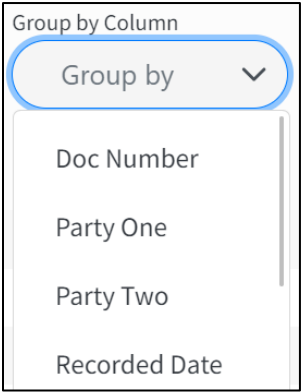 Group by Column
Group by
Doc Number
Party One
Party Two
Recorded Date